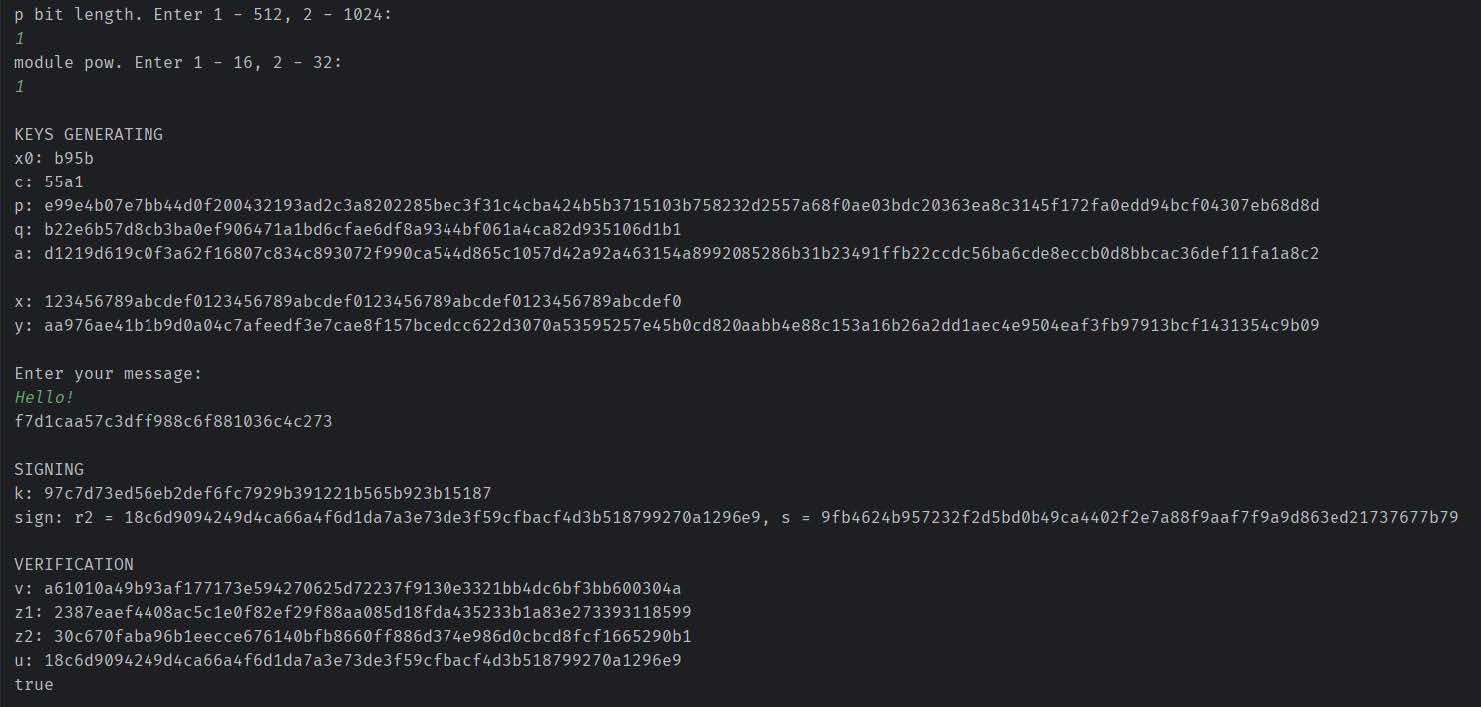 p bit length. Enter 1 - 512, 2 - 1024:
1
module pow. Enter 1 - 16, 2 - 32:
1
KEYS GENERATING
x0: b95b
c: 55a1
p: e99e4b07e7bb44d0f200432193ad2c3a8202285bec3f31c4cba424b5b3715103b758232d2557a68f0ae03bdc20363ea8c3145f172fa0edd94bcf04307eb68d8d
q: b22e6b57d8cb3ba0ef906471a1bd6cfae6df8a9344bf061a4ca82d935106d1b1
a: d1219d619c0f3a62f16807c834c893072f990ca544d865c1057d42a92a463154a8992085286b31b23491ffb22ccdc56ba6cde8eccb0d8bbcac36def11fa1a8c2
x: 123456789abcdef0123456789abcdef0123456789abcdef0123456789abcdef0
y: aa976ae41b1b9d0a04c7afeedf3e7cae8f157bcedcc622d3070a53595257e45b0cd820aabb4e88c153a16b26a2dd1aec4e9504eaf3fb97913bcf1431354c9b09
Enter your message:
Hello!
f7d1caa57c3dff988c6f881036c4c273
SIGNING
k: 97c7d73ed56eb2def6fc7929b391221b565b923b15187
sign: r2 = 18c6d9094249d4ca66a4f6d1da7a3e73de3f59cfbacf4d3b518799270a1296e9, s = 9fb4624b957232f2d5bd0b49ca4402f2e7a88f9aaf7f9a9d863ed21737677b79
VERIFICATION
v: a61010a49b93af177173e594270625d72237f9130e3321bb4dc6bf3bb600304a
z1: 2387eaef4408ac5c1e0f82ef29f88aa085d18fda435233b1a83e273393118599
z2: 30c670faba96b1eecce676140bfb8660ff886d374e986d0cbcd8fcf1665290b1
u: 18c6d9094249d4ca66a4f6d1da7a3e73de3f59cfbacf4d3b518799270a1296e9
true